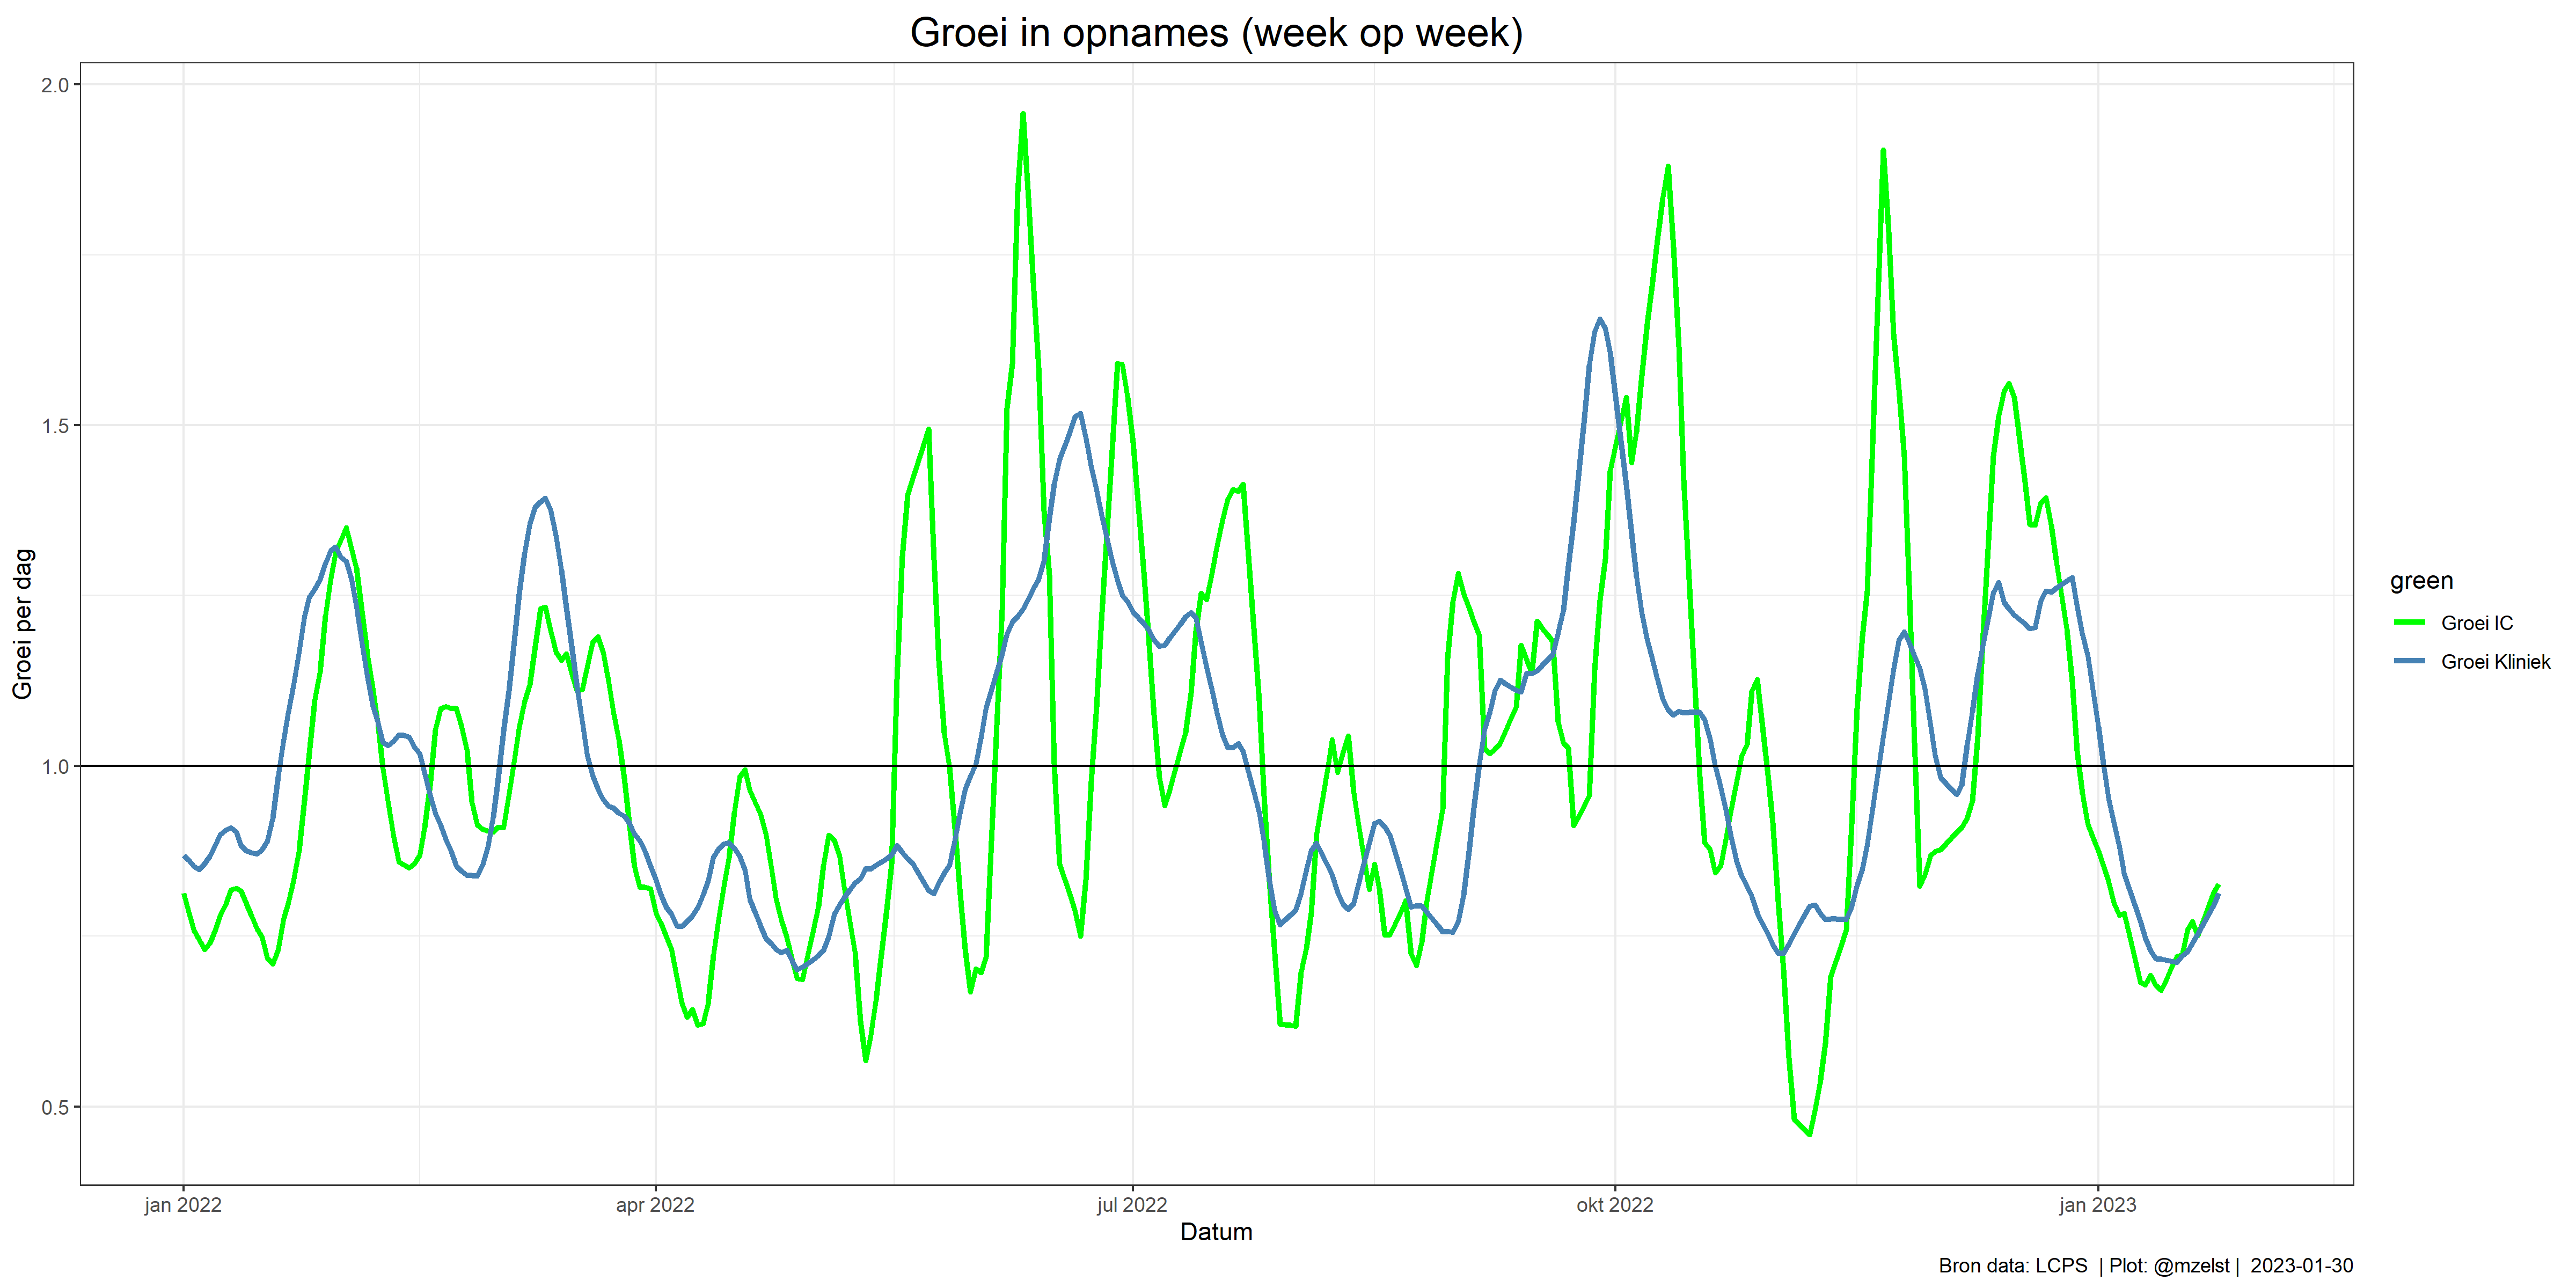 Groei in opnames (week op week)
2.0
1.5
1.0
0.5
Groei per dag
jan 2022
apr 2022
jul 2022
okt 2022
jan 2023
Datum
green
Groei IC
Groei Kliniek
Bron data: LCPS | Plot: @mzelst | 2023-01-30